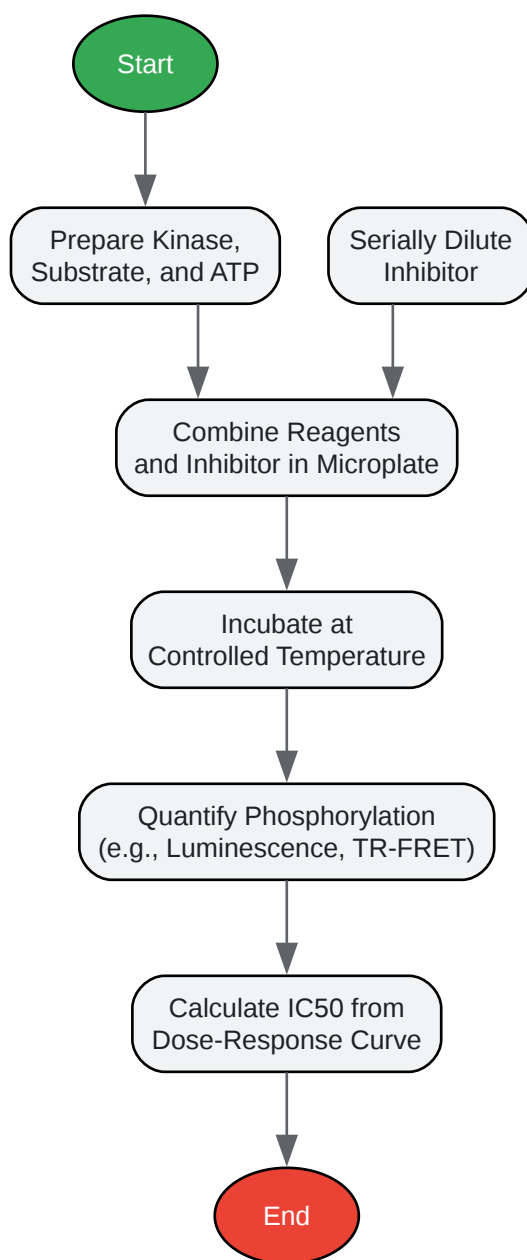 Start
Prepare Kinase,
Substrate, and ATP
Serially Dilute
Inhibitor
Combine Reagents
and Inhibitor in Microplate
Incubate at
Controlled Temperature
Quantify Phosphorylation
(e.g., Luminescence, TR-FRET)
Calculate IC50 from
Dose-Response Curve
End